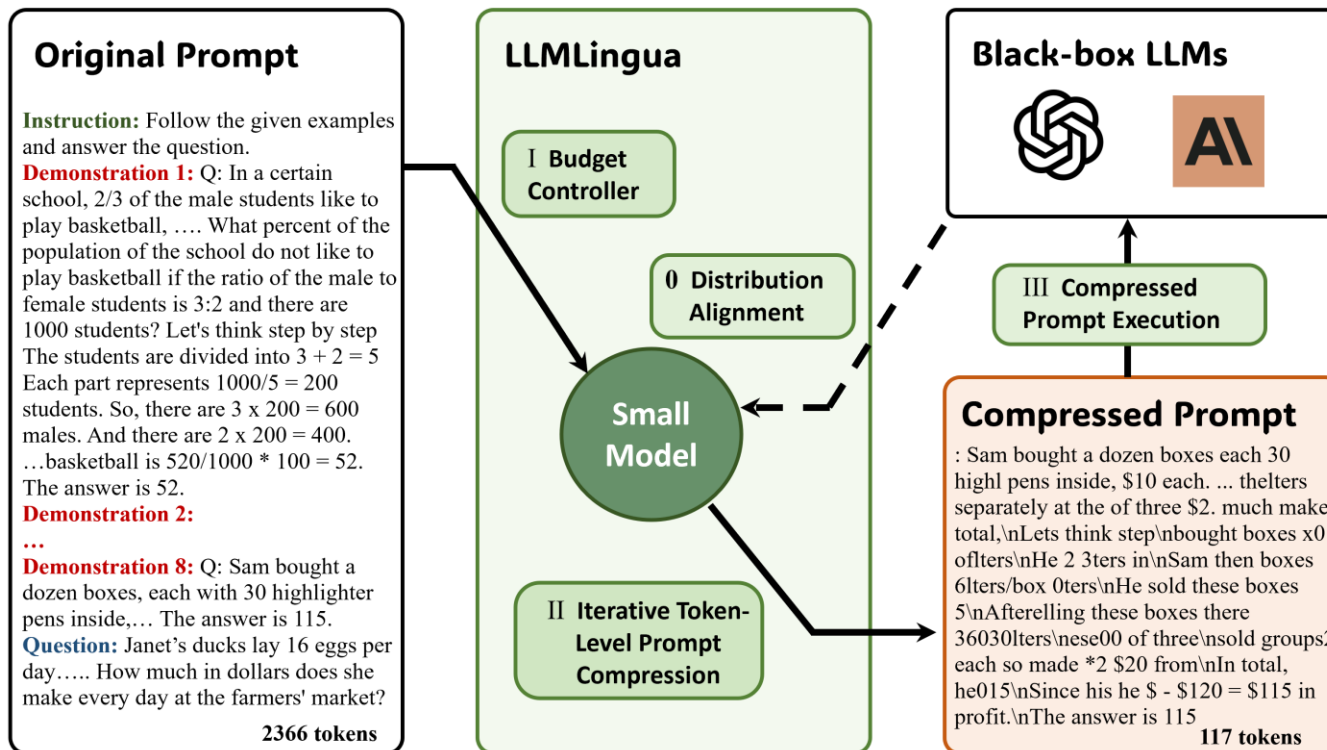 Original Prompt
Instruction: Follow the given examples
and answer the question.
Demonstration 1: Q: In a certain
school, 2/3 of the male students like to
play basketball, …. What percent of the
population of the school do not like to
play basketball if the ratio of the male to
female students is 3:2 and there are
1000 students? Let's think step by step
The students are divided into 3 + 2 = 5
Each part represents 1000/5 = 200
students. So, there are 3 x 200 = 600
males. And there are 2 x 200 = 400.
…basketball is 520/1000 * 100 = 52.
The answer is 52.
Demonstration 2:
…
Demonstration 8: Q: Sam bought a
dozen boxes, each with 30 highlighter
pens inside,… The answer is 115.
Question: Janet’s ducks lay 16 eggs per
day….. How much in dollars does she
make every day at the farmers' market?
2366 tokens
LLMLingua
I Budget
Controller
0 Distribution
Alignment
Small
Model
II Iterative Token-
Level Prompt
Compression
Black-box LLMs
AI
III Compressed
Prompt Execution
Compressed Prompt
: Sam bought a dozen boxes each 30
highl pens inside, $10 each. ... thelters
separately at the of three $2. much make
total,\nLets think step\nbought boxes x0
oflters\nHe 2 3ters in\nSam then boxes
6lters/box 0ters\nHe sold these boxes
5\nAfterelling these boxes there
36030lters\nese00 of three\nsold groups2
each so made *2 $20 from\nIn total,
he015\nSince his he $ - $120 = $115 in
profit.\nThe answer is 115
117 tokens